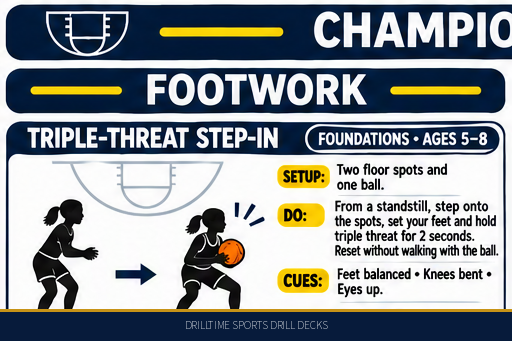 CHAMPIO
FOOTWORK
TRIPLE-THREAT STEP-IN
FOUNDATIONS • AGES 5–8
SETUP: Two floor spots and
one ball.
DO: From a standstill, step onto
the spots, set your feet and hold
triple threat for 2 seconds.
Reset without walking with the ball.
CUES: Feet balanced • Knees bent •
Eyes up.
DRILLTIME SPORTS DRILL DECKS